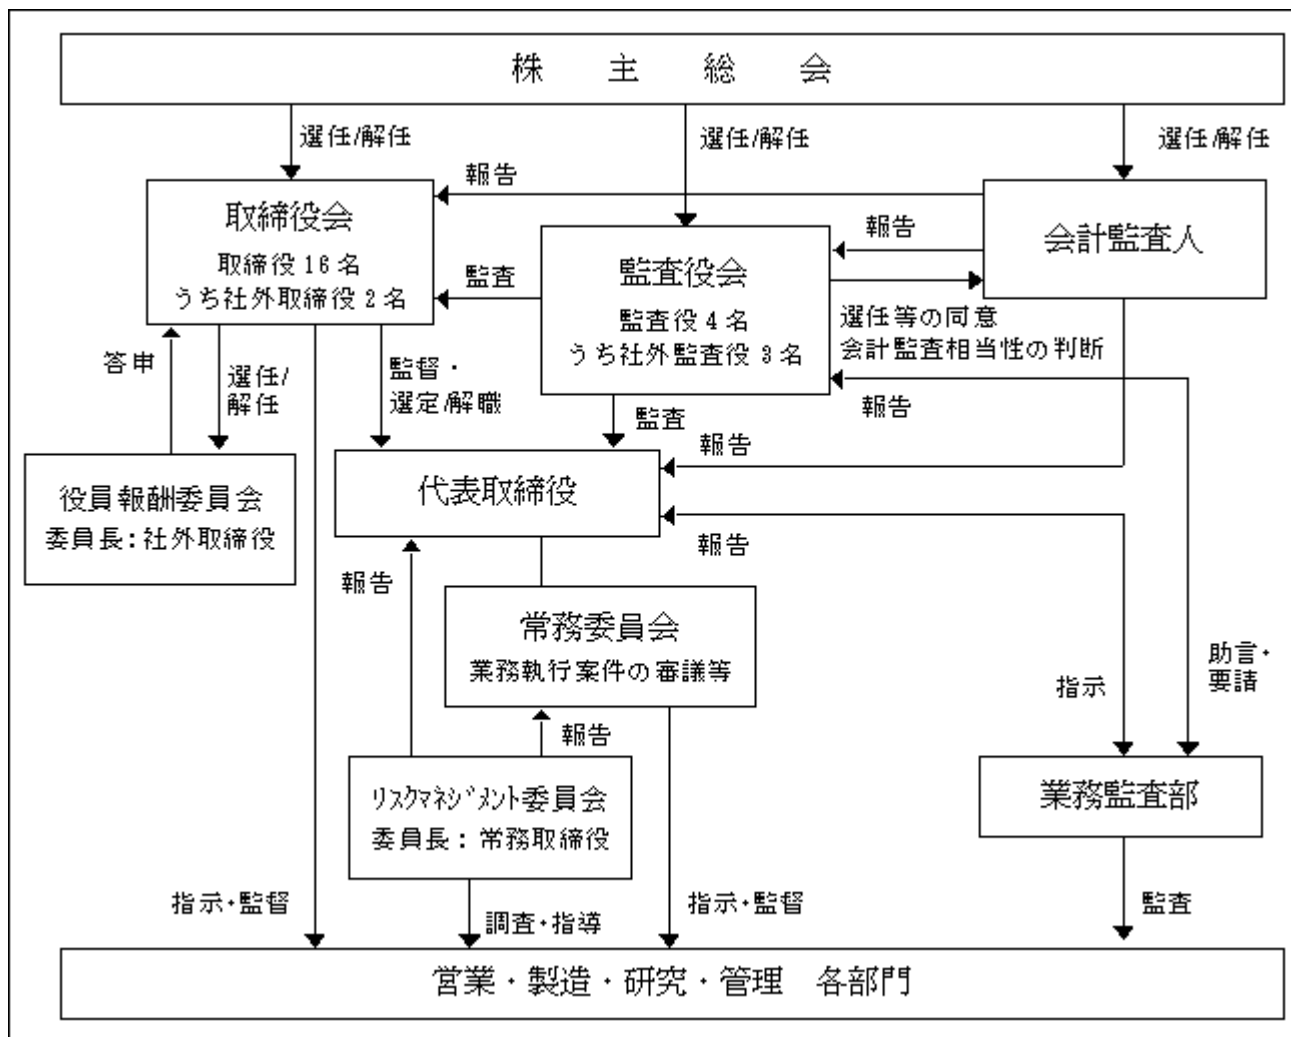 株　主　総　会
選任/解任
選任/解任
選任/解任
報告
取締役会
取締役16名
うち社外取締役2名
会計監査人
報告
監査役会
監査役4名
うち社外監査役3名
監査
選任等の同意
会計監査相当性の判断
答申
選任/
解任
監督・
選定/解職
報告
監査
報告
役員報酬委員会
委員長:社外取締役
代表取締役
報告
報告
常務委員会
業務執行案件の審議等
助言・
要請
指示
報告
リスクマネジメント委員会
委員長:常務取締役
業務監査部
指示・監督
調査・指導
指示・監督
監査
営業・製造・研究・管理　各部門